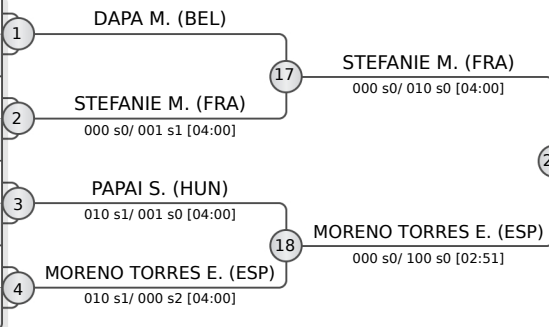 DAPA M. (BEL)
1
STEFANIE M. (FRA)
17
000 s0/ 010 s0 [04:00]
STEFANIE M. (FRA)
2
000 s0/ 001 s1 [04:00]
PAPAI S. (HUN)
3
010 s1/ 001 s0 [04:00]
MORENO TORRES E. (ESP)
18
000 s0/ 100 s0 [02:51]
MORENO TORRES E. (ESP)
4
010 s1/ 000 s2 [04:00]